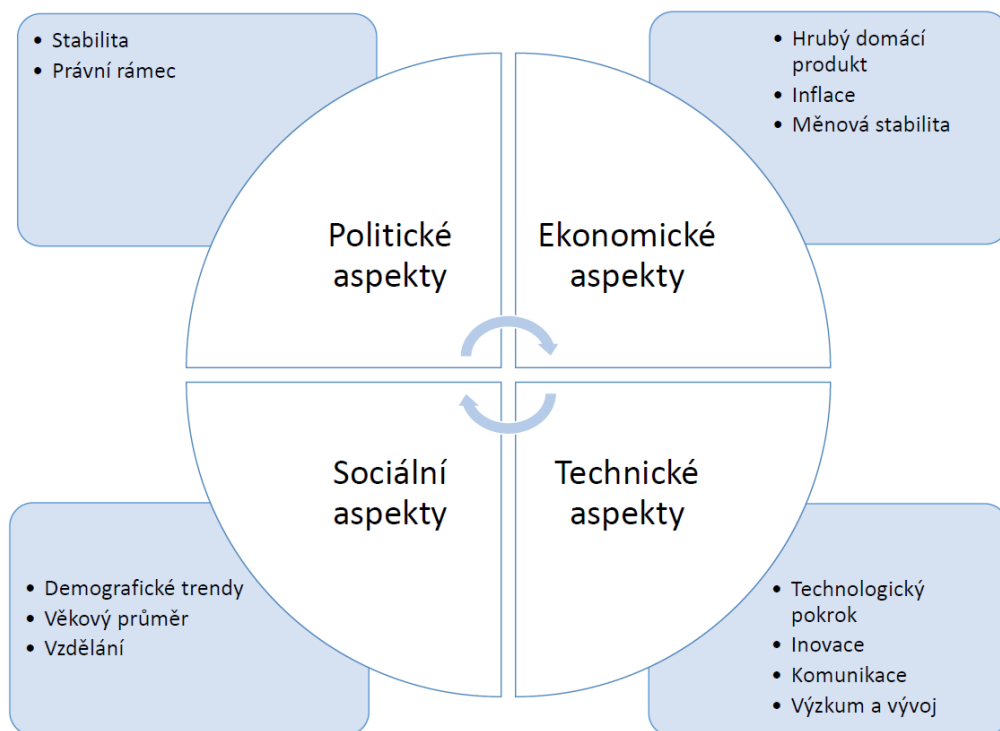 • Stabilita
• Právní rámec
• Hrubý domácí
produkt
• Inflace
• Měnová stabilita
Politické
aspekty
Ekonomické
aspekty
Sociální
aspekty
Technické
aspekty
• Demografické trendy
• Věkový průměr
• Vzdělání
• Technologický
pokrok
• Inovace
• Komunikace
• Výzkum a vývoj